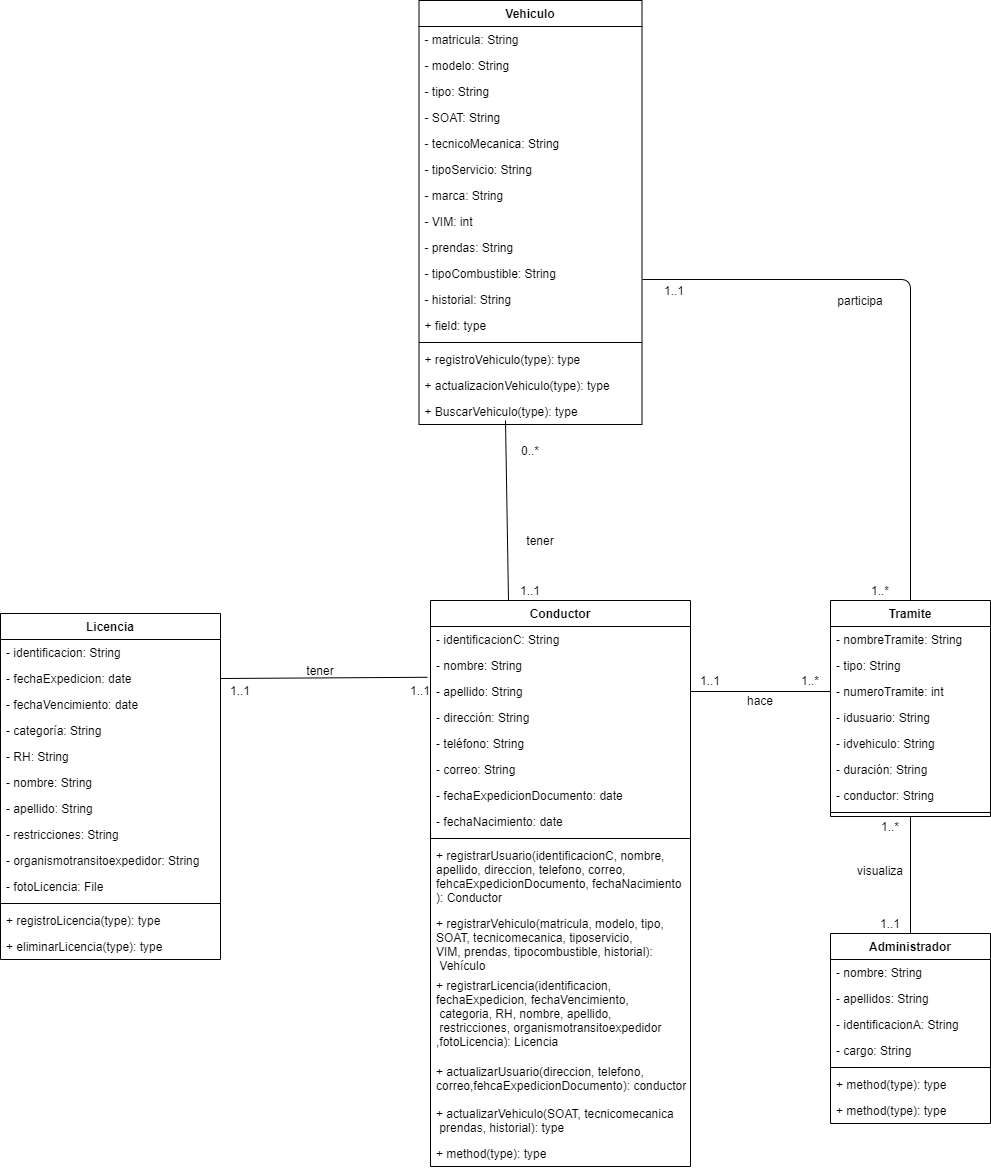 Vehiculo
- matricula: String
- modelo: String
- tipo: String
- SOAT: String
- tecnicoMecanica: String
- tipoServicio: String
- marca: String
- VIM: int
- prendas: String
- tipoCombustible: String
- historial: String
+ field: type
+ registroVehiculo(type): type
+ actualizacionVehiculo(type): type
+ BuscarVehiculo(type): type
1..1
participa
0..*
tener
1..1
1..*
Licencia
- identificacion: String
- fechaExpedicion: date
- fechaVencimiento: date
- categoría: String
- RH: String
- nombre: String
- apellido: String
- restricciones: String
- organismotransitoexpedidor: String
- fotoLicencia: File
+ registroLicencia(type): type
+ eliminarLicencia(type): type
tener
1..1
1..1
Conductor
- identificacionC: String
- nombre: String
- apellido: String
- dirección: String
- teléfono: String
- correo: String
- fechaExpedicionDocumento: date
- fechaNacimiento: date
+ registrarUsuario(identificacionC, nombre,
apellido, direccion, telefono, correo,
fehcaExpedicionDocumento, fechaNacimiento
): Conductor
+ registrarVehiculo(matricula, modelo, tipo,
SOAT, tecnicomecanica, tiposervicio,
VIM, prendas, tipocombustible, historial):
Vehículo
+ registrarLicencia(identificacion,
fechaExpedicion, fechaVencimiento,
categoria, RH, nombre, apellido,
restricciones, organismotransitoexpedidor
,fotoLicencia): Licencia
+ actualizarUsuario(direccion, telefono,
correo,fehcaExpedicionDocumento): conductor
+ actualizarVehiculo(SOAT, tecnicomecanica
prendas, historial): type
+ method(type): type
1..1
1..*
hace
Tramite
- nombreTramite: String
- tipo: String
- numeroTramite: int
- idusuario: String
- idvehiculo: String
- duración: String
- conductor: String
1..*
visualiza
1..1
Administrador
- nombre: String
- apellidos: String
- identificacionA: String
- cargo: String
+ method(type): type
+ method(type): type